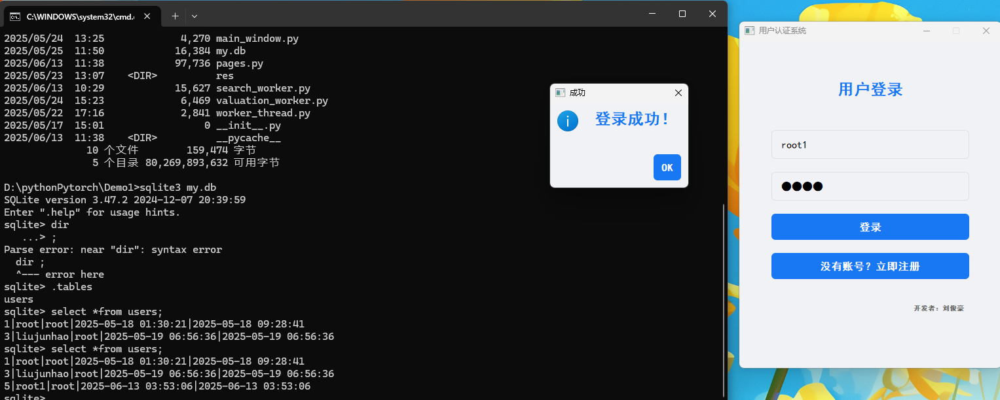 C:\WINDOWS\system32\cmd.
2025/05/24  13:25             4,270 main_window.py
2025/05/25  11:50            16,384 my.db
2025/06/13  11:38            97,736 pages.py
2025/05/23  13:07    <DIR>          res
2025/06/13  10:29            15,627 search_worker.py
2025/05/24  15:23             6,469 valuation_worker.py
2025/05/22  17:16             2,841 worker_thread.py
2025/05/17  15:01                 0 __init__.py
2025/06/13  11:38    <DIR>          __pycache__
10 个文件        159,474 字节
5 个目录 80,269,893,632 可用字节
D:\pythonPytorch\Demo1>sqlite3 my.db
SQLite version 3.47.2 2024-12-07 20:39:59
Enter ".help" for usage hints.
sqlite> dir
...> ;
Parse error: near "dir": syntax error
dir ;
^--- error here
sqlite> .tables
users
sqlite> select *from users;
1|root|root|2025-05-18 01:30:21|2025-05-18 09:28:41
3|liujunhao|root|2025-05-19 06:56:36|2025-05-19 06:56:36
sqlite> select *from users;
1|root|root|2025-05-18 01:30:21|2025-05-18 09:28:41
3|liujunhao|root|2025-05-19 06:56:36|2025-05-19 06:56:36
5|root1|root|2025-06-13 03:53:06|2025-06-13 03:53:06
sqlite>
成功
登录成功！
OK
用户认证系统
用户登录
root1
●●●●
登录
没有账号？立即注册
开发者：刘俊豪